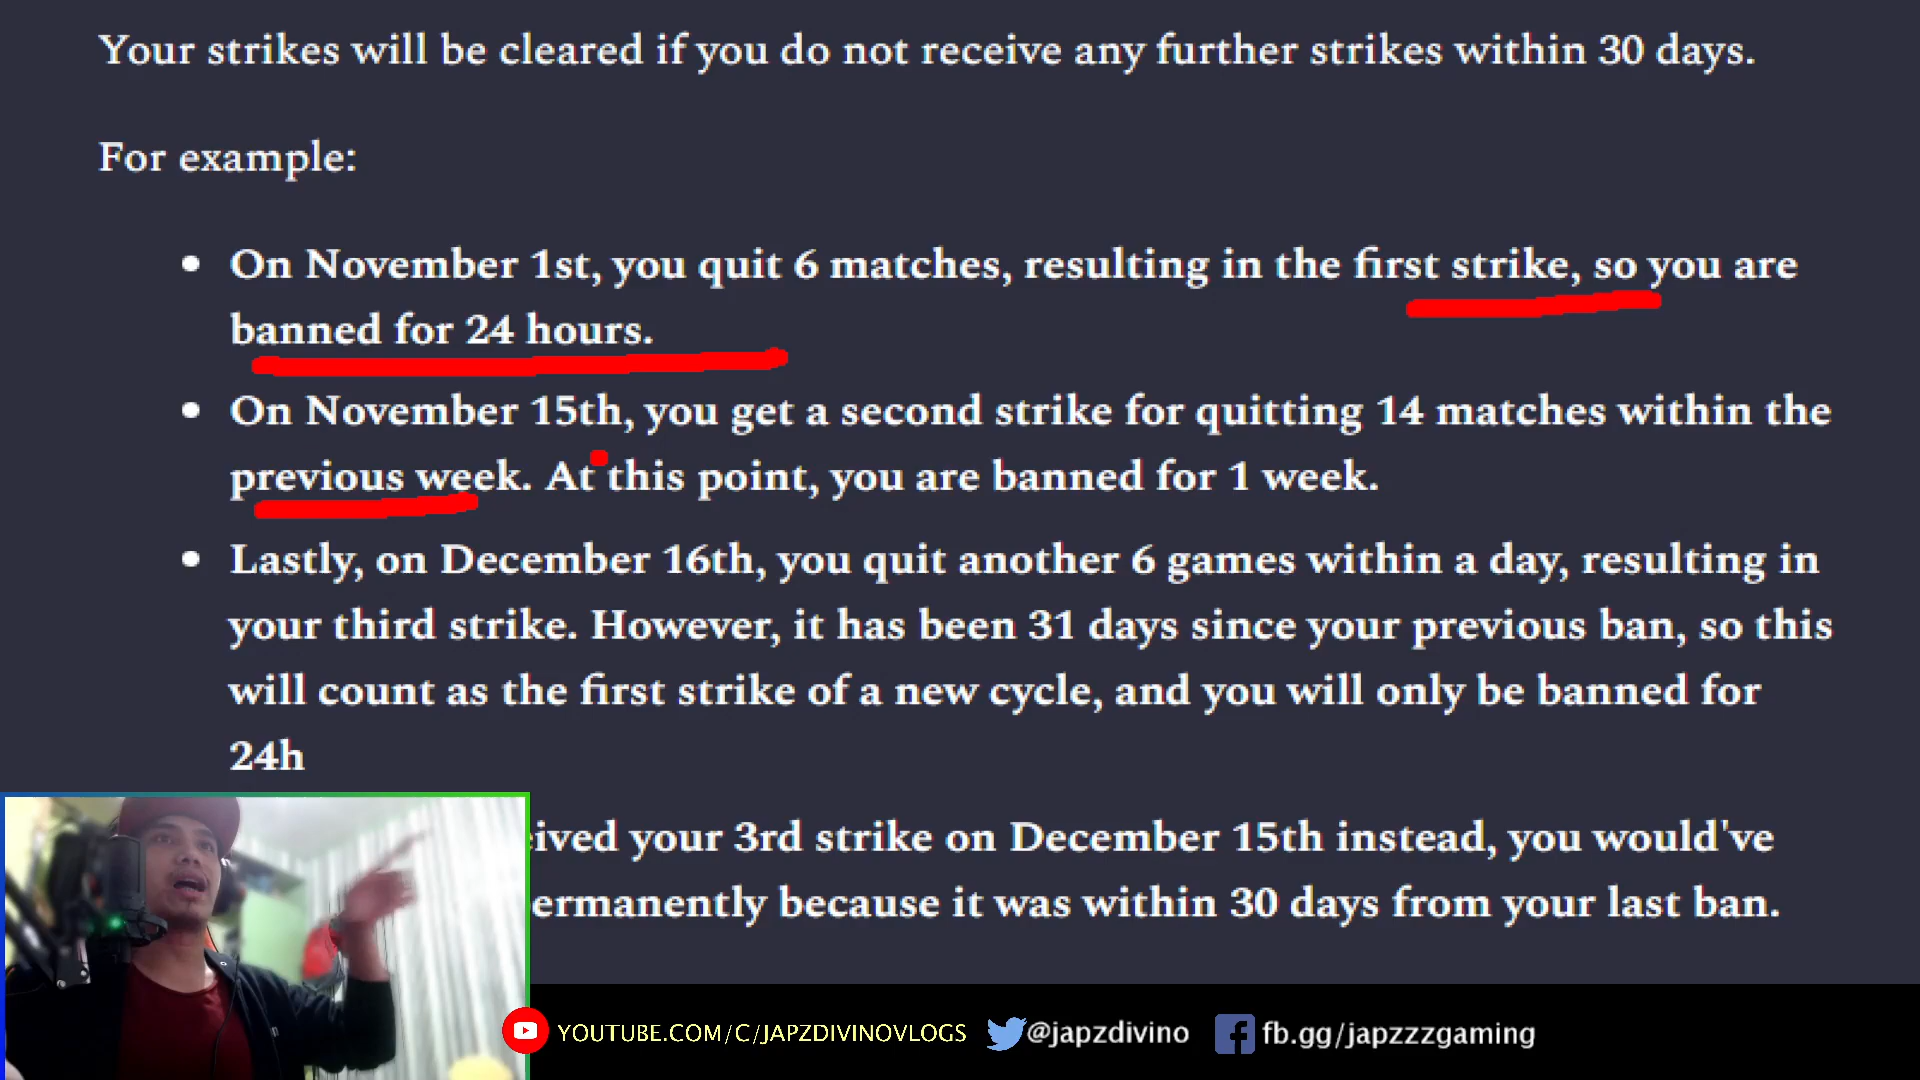 Your strikes will be cleared if you do not receive any further strikes within 30 days.
For example:
On November 1st, you quit 6 matches, resulting in the first strike, so you are
banned for 24 hours.
On November 15th, you get a second strike for quitting 14 matches within the
previous week. At this point, you are banned for 1 week.
Lastly, on December 16th, you quit another 6 games within a day, resulting in
your third strike. However, it has been 31 days since your previous ban, so this
will count as the first strike of a new cycle, and you will only be banned for
24h
your 3rd strike on December 15th instead, you would've
because it was within 30 days from your last ban.
YOUTUBE.COM/C/JAPZDIVINOVLOGS @japzdivino fb.gg/japzzzgaming